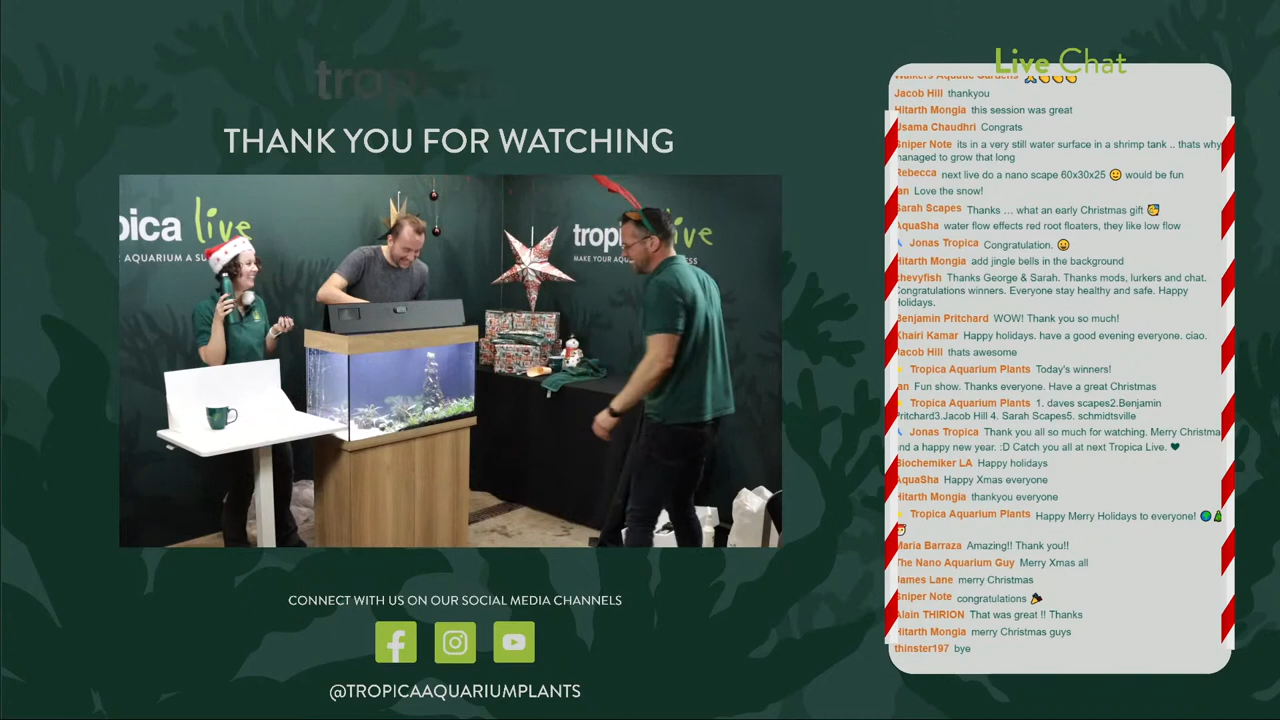 trop
THANK YOU FOR WATCHING
pica live
AQUARIUM A SU
tropi live
MAKE YOUR AQU ESS
CONNECT WITH US ON OUR SOCIAL MEDIA CHANNELS
@TROPICAAQUARIUMPLANTS
Live Chat
Walkers Aquatic Gardens 🙏👏👏👏
Jacob Hill thankyou
Hitarth Mongia this session was great
Usama Chaudhri Congrats
Sniper Note its in a very still water surface in a shrimp tank .. thats why
managed to grow that long
Rebecca next live do a nano scape 60x30x25 🙂 would be fun
an Love the snow!
Sarah Scapes Thanks … what an early Christmas gift 🥳
AquaSha water flow effects red root floaters, they like low flow
Jonas Tropica Congratulation. 😀
Hitarth Mongia add jingle bells in the background
chevyfish Thanks George & Sarah. Thanks mods, lurkers and chat.
Congratulations winners. Everyone stay healthy and safe. Happy
Holidays.
Benjamin Pritchard WOW! Thank you so much!
Khairi Kamar Happy holidays. have a good evening everyone. ciao.
Jacob Hill thats awesome
Tropica Aquarium Plants Today's winners!
an Fun show. Thanks everyone. Have a great Christmas
Tropica Aquarium Plants 1. daves scapes2.Benjamin
Pritchard3.Jacob Hill 4. Sarah Scapes5. schmidtsville
Jonas Tropica Thank you all so much for watching. Merry Christma
and a happy new year. :D Catch you all at next Tropica Live. ♥
Biochemiker LA Happy holidays
AquaSha Happy Xmas everyone
Hitarth Mongia thankyou everyone
Tropica Aquarium Plants Happy Merry Holidays to everyone! 🌍🎄
🎅
Maria Barraza Amazing!! Thank you!!
The Nano Aquarium Guy Merry Xmas all
James Lane merry Christmas
Sniper Note congratulations 🎉
Alain THIRION That was great !! Thanks
Hitarth Mongia merry Christmas guys
thinster197 bye